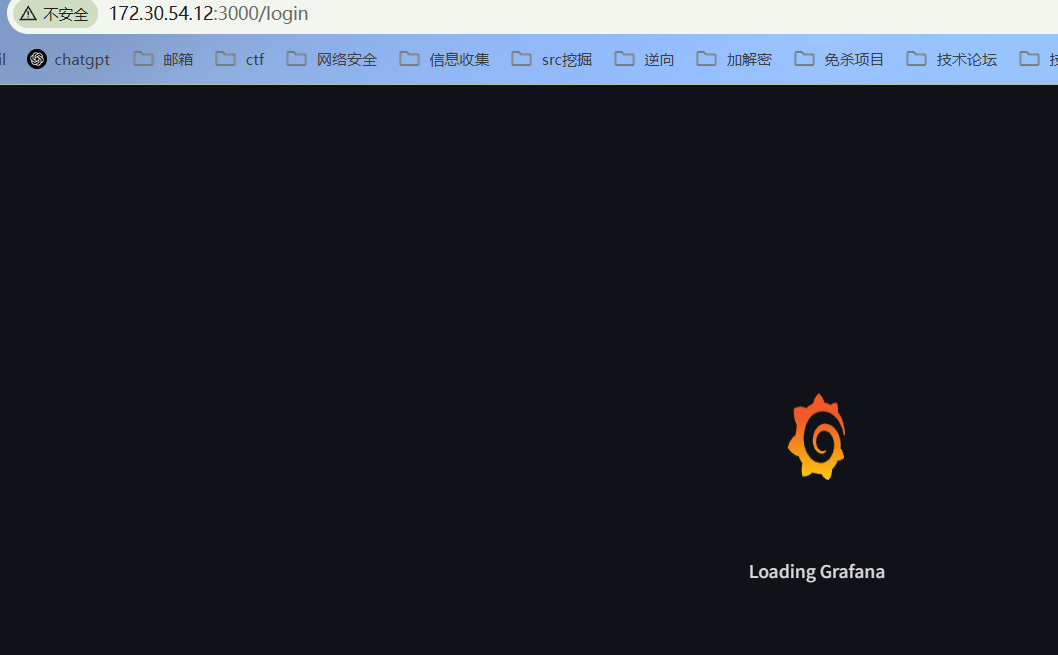 不安全 172.30.54.12:3000/login
chatgpt 邮箱 ctf 网络安全 信息收集 src挖掘 逆向 加解密 免杀项目 技术论坛
Loading Grafana